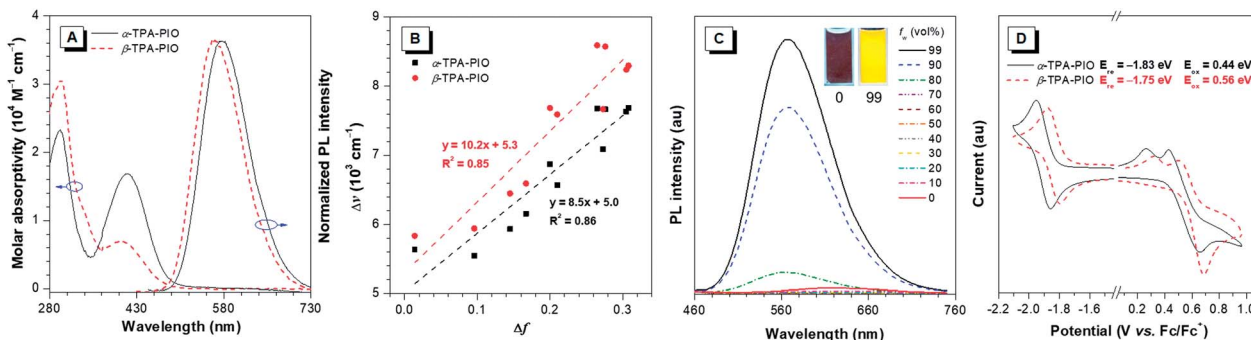 A
α-TPA-PIO
β-TPA-PIO
Molar absorptivity (10⁴ M⁻¹ cm⁻¹)
4
3
2
1
0
280 430 580 730
Wavelength (nm)
Normalized PL intensity
B
α-TPA-PIO
β-TPA-PIO
Δν (10³ cm⁻¹)
9
8
7
6
5
y = 10.2x + 5.3
R² = 0.85
y = 8.5x + 5.0
R² = 0.86
0.0 0.1 0.2 0.3
Δf
C
PL intensity (au)
f_w (vol%)
99
90
80
70
60
50
40
30
20
10
0
0 99
460 560 660 760
Wavelength (nm)
D
α-TPA-PIO E_re = −1.83 eV E_ox = 0.44 eV
β-TPA-PIO E_re = −1.75 eV E_ox = 0.56 eV
Current (au)
-2.0 -1.5 0.2 0.4 0.6 0.8 1.0
Potential (V vs. Fc/Fc⁺)